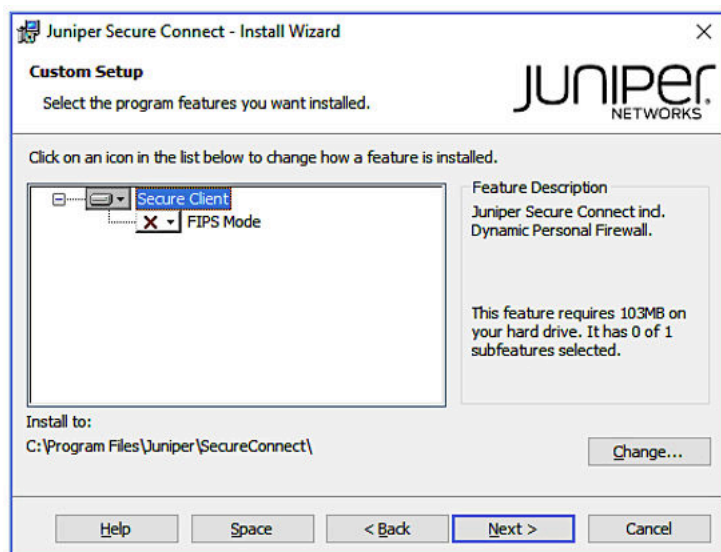 Juniper Secure Connect - Install Wizard
Custom Setup
Select the program features you want installed.
JUNIPER
NETWORKS
Click on an icon in the list below to change how a feature is installed.
Secure Client
FIPS Mode
Feature Description
Juniper Secure Connect incl.
Dynamic Personal Firewall.
This feature requires 103MB on
your hard drive. It has 0 of 1
subfeatures selected.
Install to:
C:\Program Files\Juniper\SecureConnect\
Change...
Help
Space
< Back
Next >
Cancel